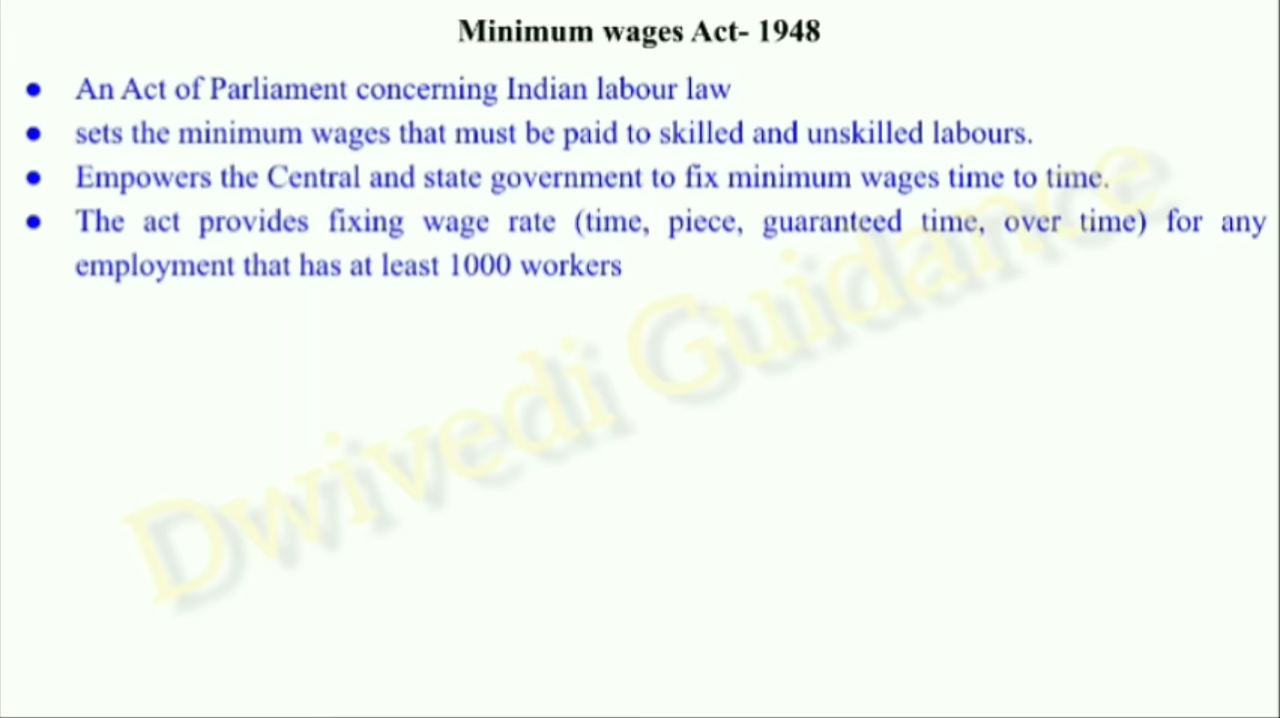 Minimum wages Act- 1948
● An Act of Parliament concerning Indian labour law
● sets the minimum wages that must be paid to skilled and unskilled labours.
● Empowers the Central and state government to fix minimum wages time to time.
● The act provides fixing wage rate (time, piece, guaranteed time, over time) for any
employment that has at least 1000 workers
Dwivedi Guidance